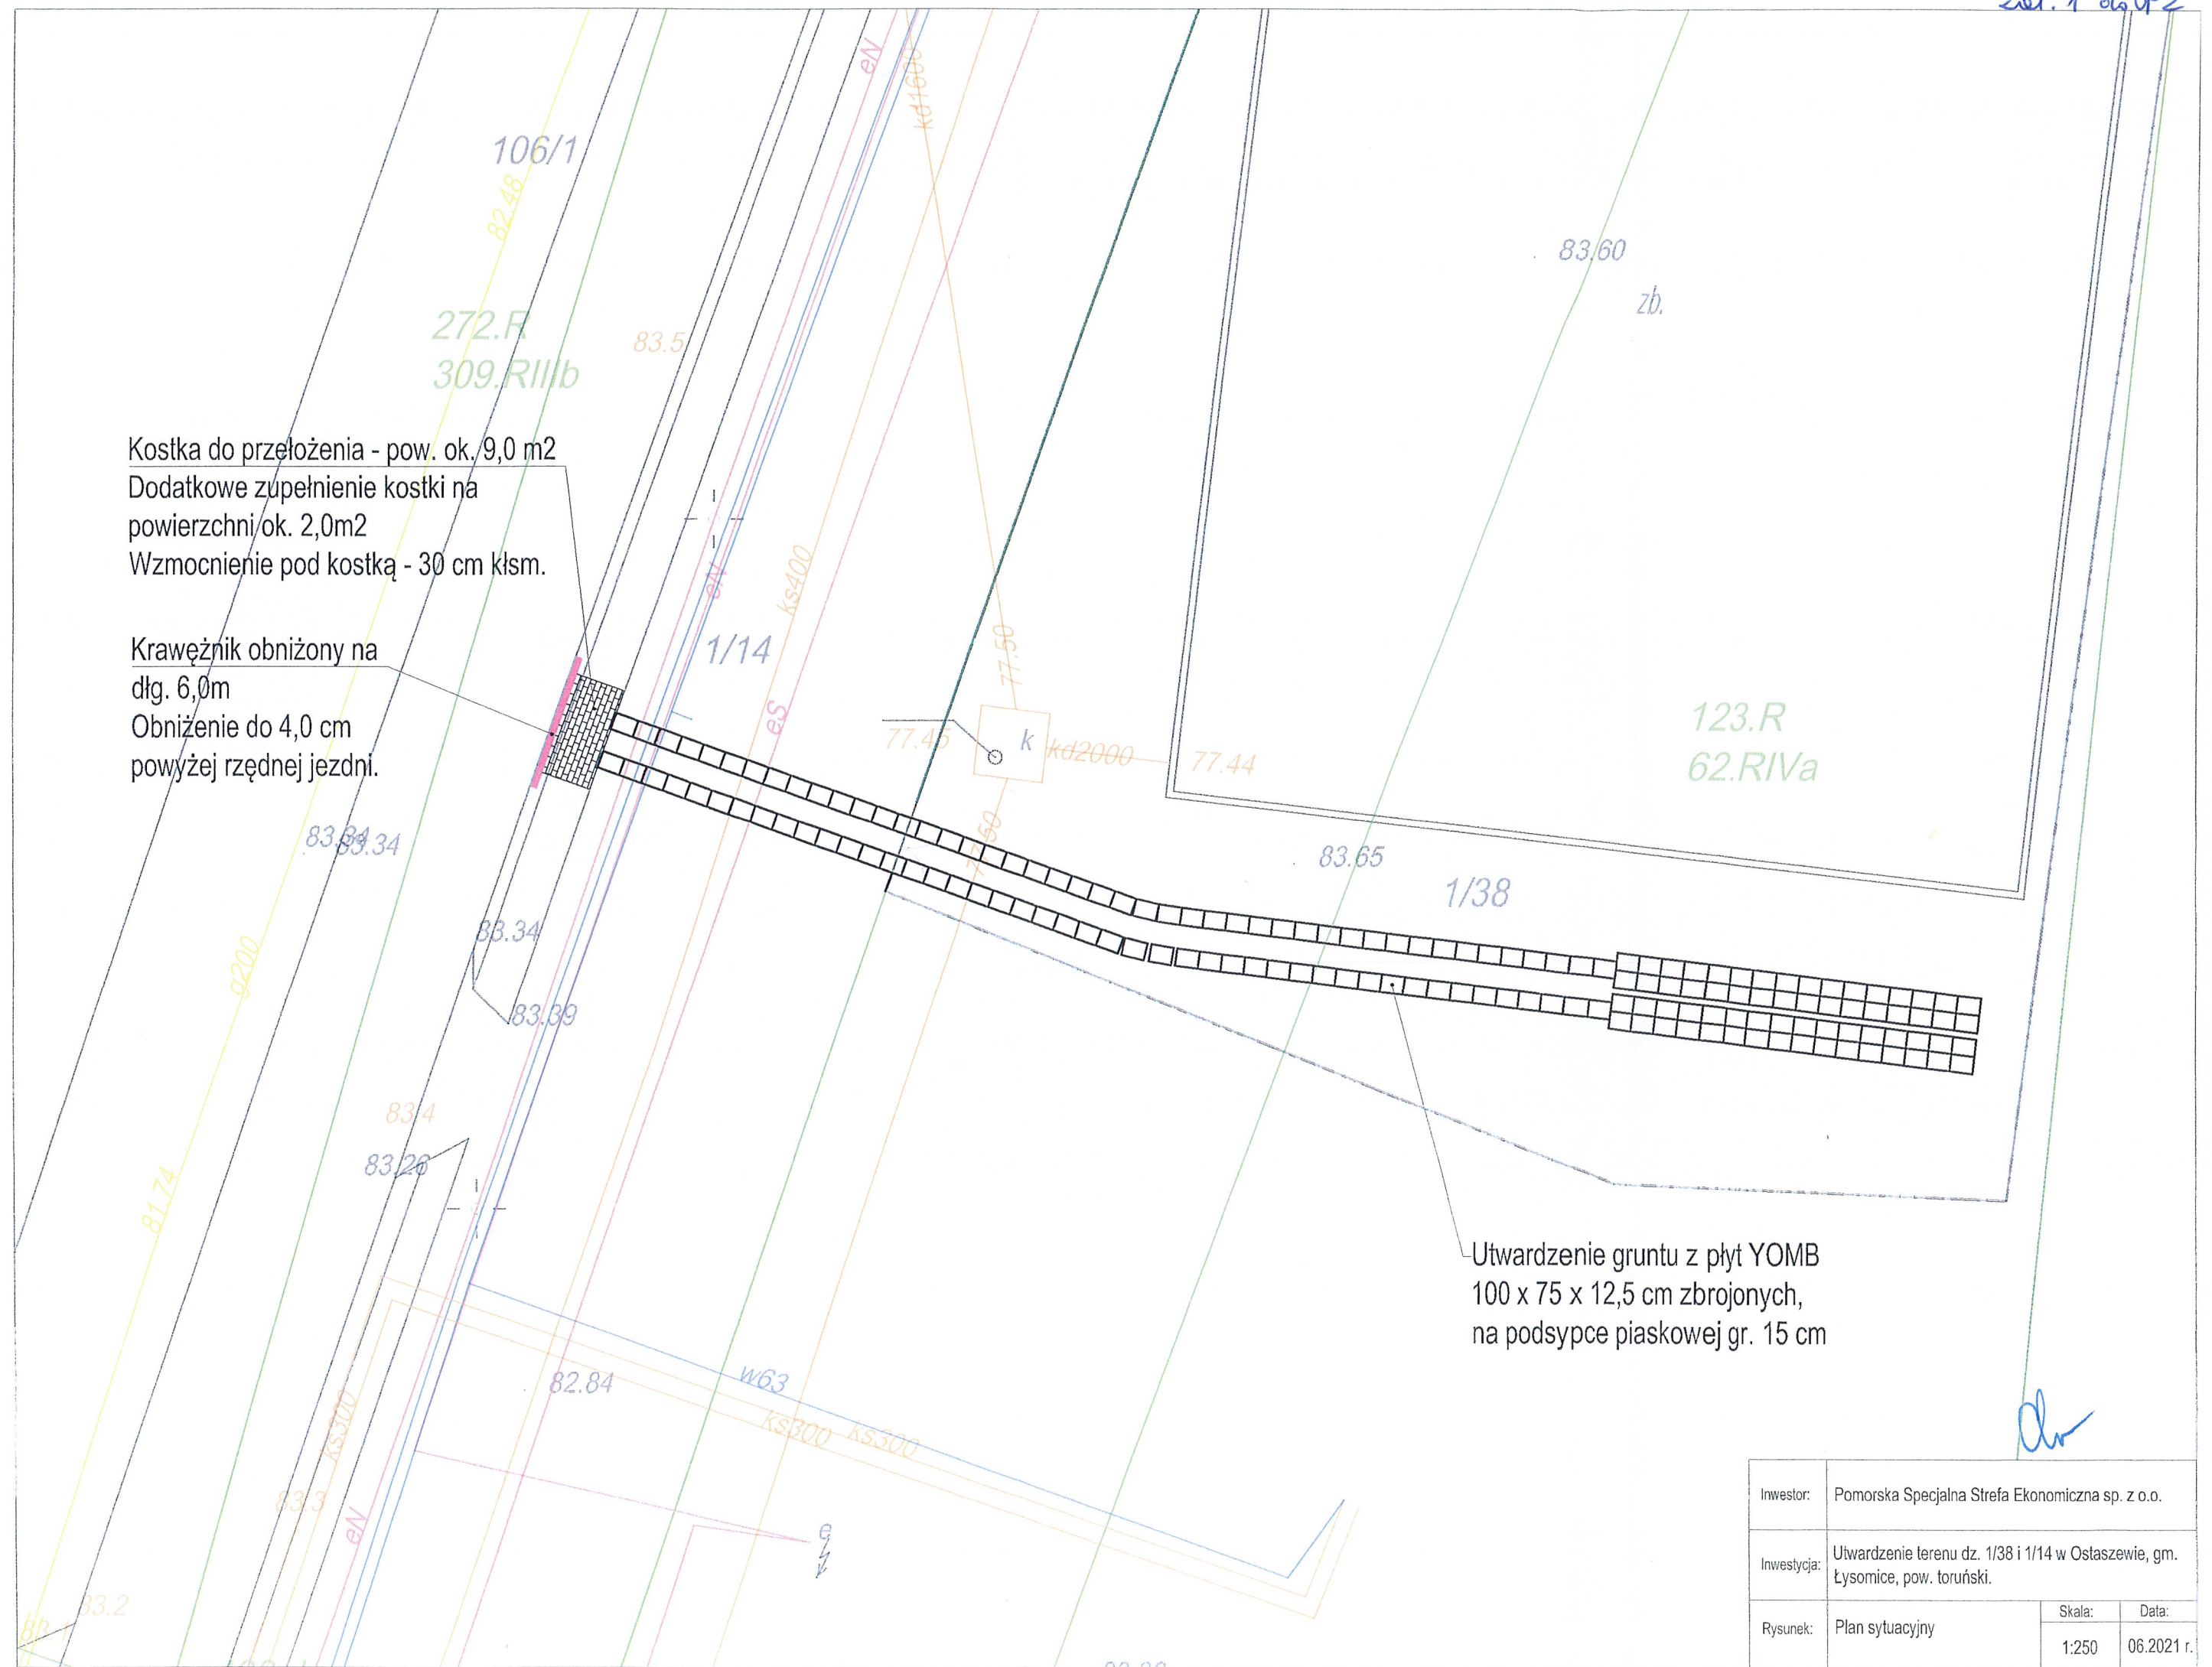 zał. 1 do
106/1
82.48
272.R
309.RIIIb
83.5
eN
kd1600
83.60
zb.
Kostka do przełożenia - pow. ok. 9,0 m2
Dodatkowe zupełnienie kostki na
powierzchni ok. 2,0m2
Wzmocnienie pod kostką - 30 cm kłsm.
Krawężnik obniżony na
dłg. 6,0m
Obniżenie do 4,0 cm
powyżej rzędnej jezdni.
eN
ks400
1/14
eS
77.50
77.45
k
kd2000
77.44
77.50
123.R
62.RIVa
83.34
83.34
83.65
1/38
83.34
83.39
g200
83.4
83.26
81.74
Utwardzenie gruntu z płyt YOMB
100 x 75 x 12,5 cm zbrojonych,
na podsypce piaskowej gr. 15 cm
82.84
w63
ks300
ks300
ks300
83.3
eN
e
83.2
Inwestor: Pomorska Specjalna Strefa Ekonomiczna sp. z o.o.
Inwestycja: Utwardzenie terenu dz. 1/38 i 1/14 w Ostaszewie, gm.
Łysomice, pow. toruński.
Rysunek: Plan sytuacyjny
Skala: Data:
1:250 06.2021 r.